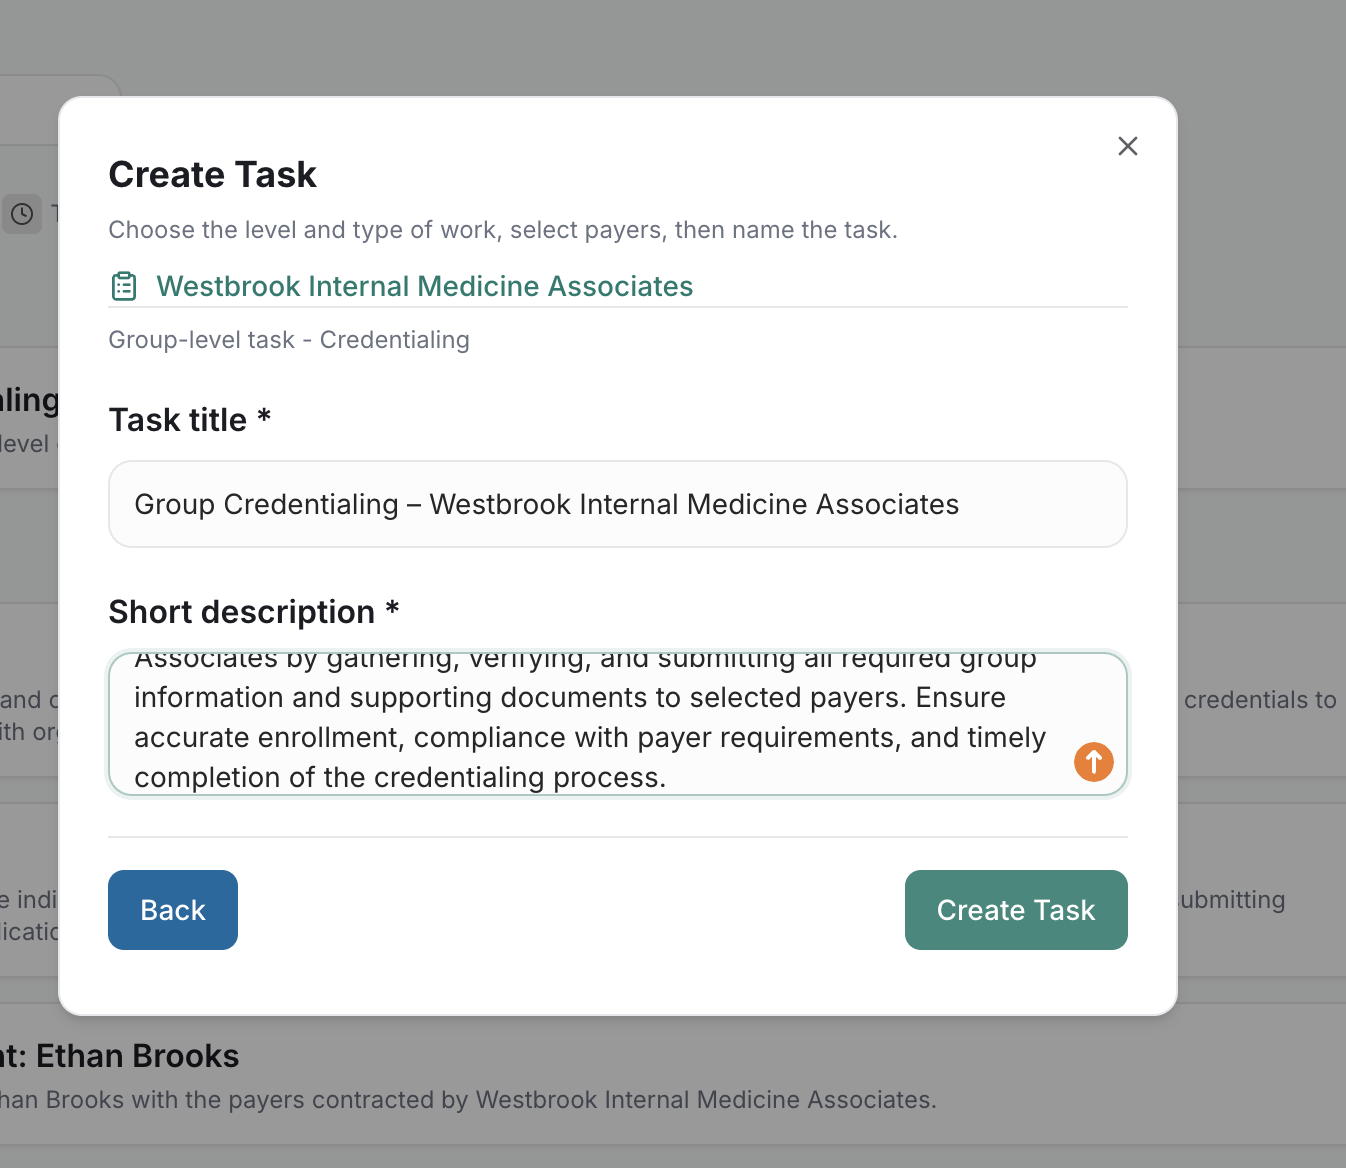 Create Task
Choose the level and type of work, select payers, then name the task.
Westbrook Internal Medicine Associates
Group-level task - Credentialing
Task title *
Group Credentialing – Westbrook Internal Medicine Associates
Short description *
Associates by gathering, verifying, and submitting all required group
information and supporting documents to selected payers. Ensure
accurate enrollment, compliance with payer requirements, and timely
completion of the credentialing process.
Back
Create Task
level
and
credentials to
submitting
Ethan Brooks
Brooks with the payers contracted by Westbrook Internal Medicine Associates.